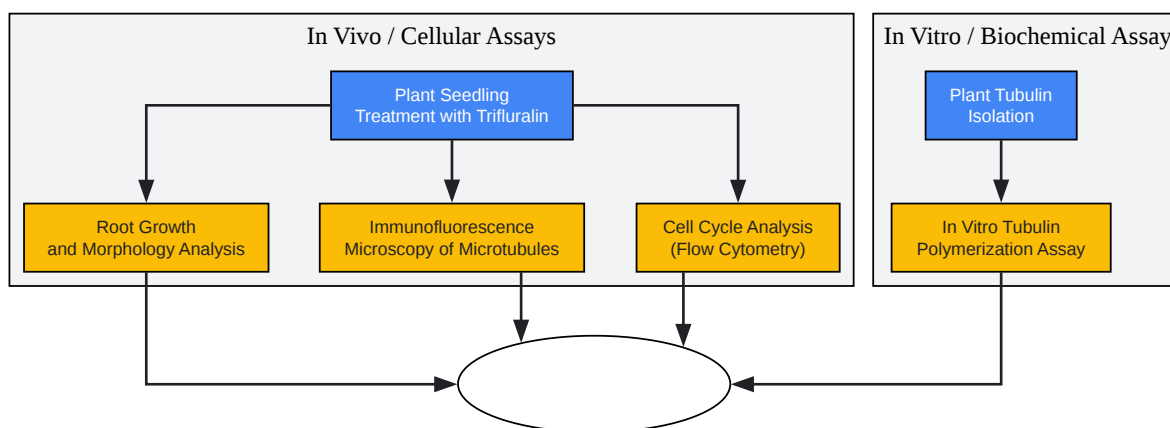 In Vivo / Cellular Assays
In Vitro / Biochemical Assay
Plant Seedling
Treatment with Trifluralin
Plant Tubulin
Isolation
Root Growth
and Morphology Analysis
Immunofluorescence
Microscopy of Microtubules
Cell Cycle Analysis
(Flow Cytometry)
In Vitro Tubulin
Polymerization Assay